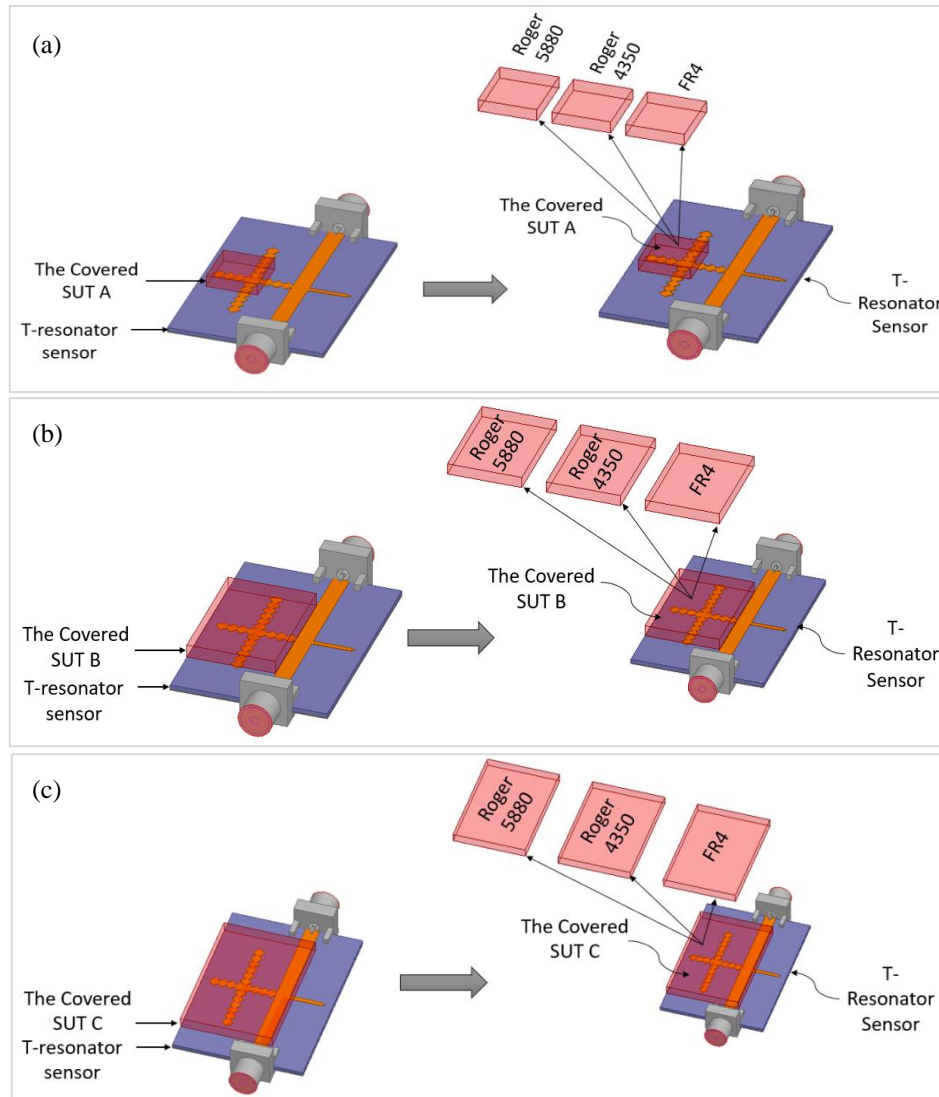 (a)
Roger
5880
Roger
4350
FR4
The Covered
SUT A
T-resonator
sensor
The Covered
SUT A
T-
Resonator
Sensor
(b)
Roger
5880
Roger
4350
FR4
The Covered
SUT B
T-resonator
sensor
The Covered
SUT B
T-
Resonator
Sensor
(c)
Roger
5880
Roger
4350
FR4
The Covered
SUT C
T-resonator
sensor
The Covered
SUT C
T-
Resonator
Sensor